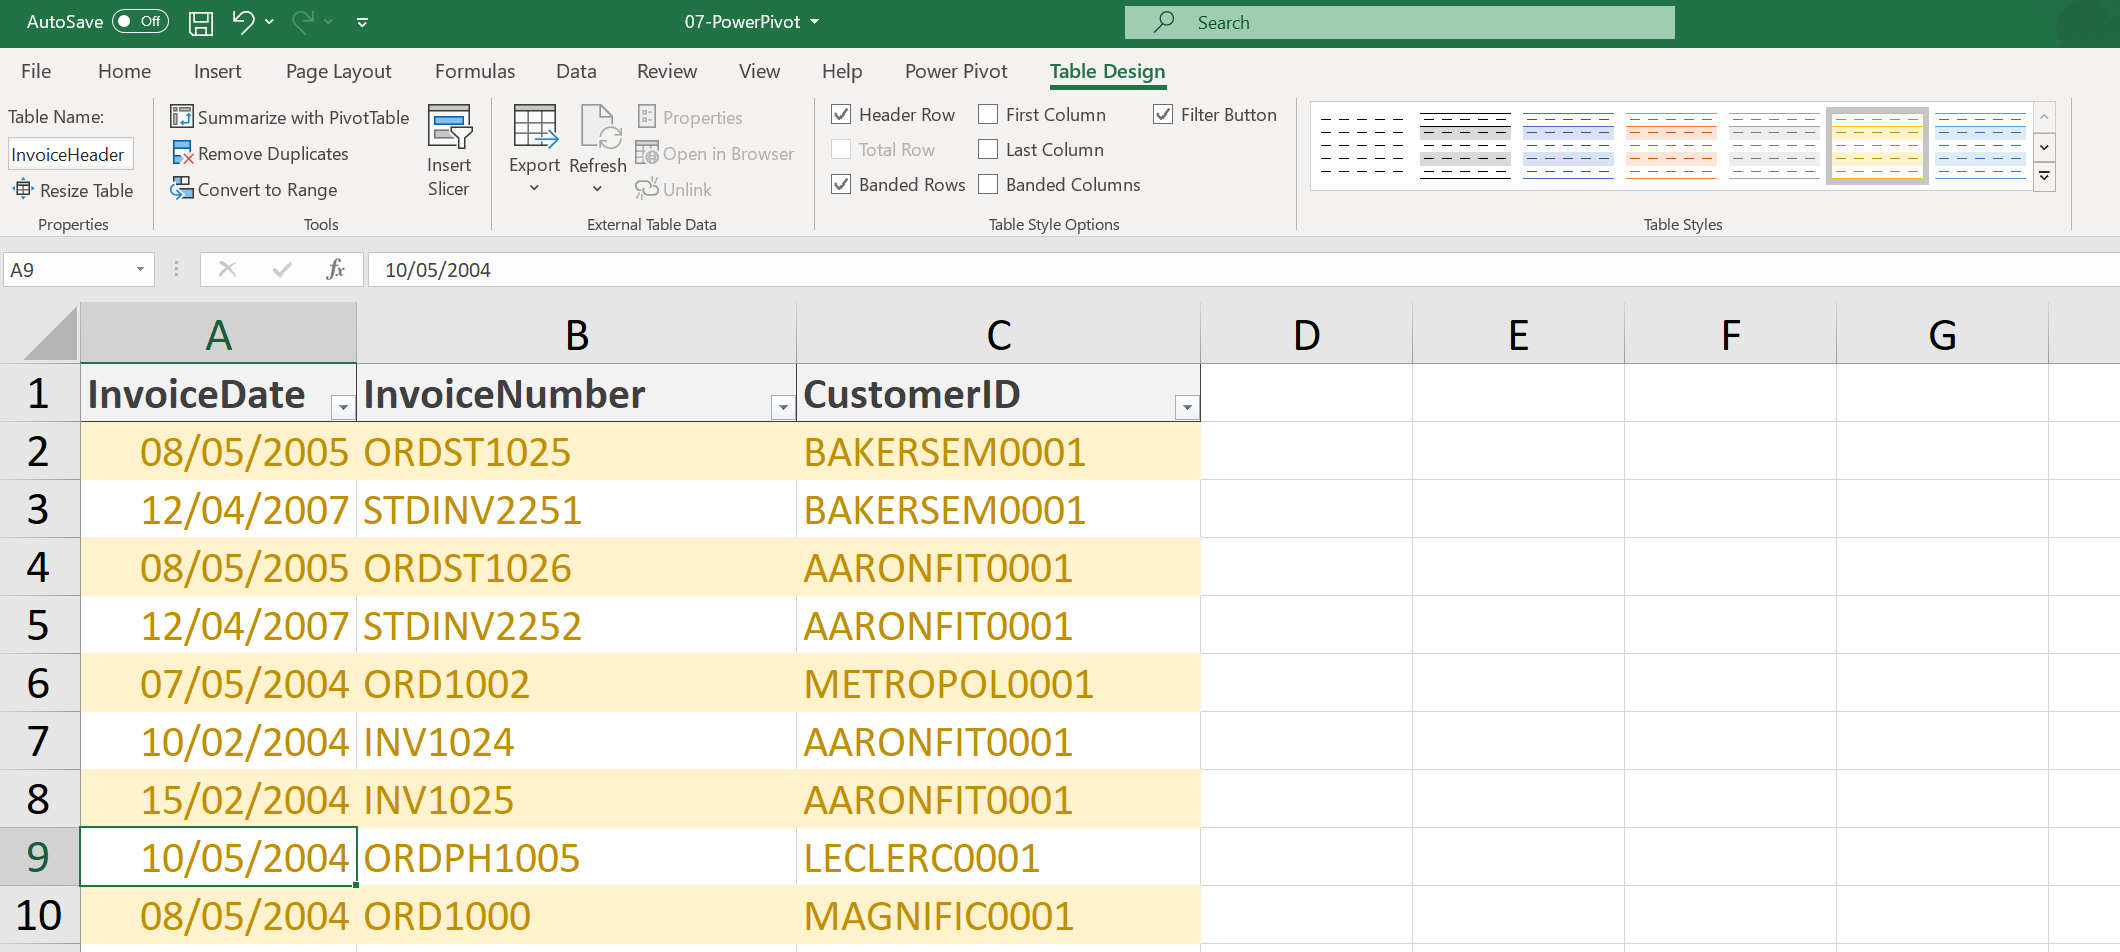 AutoSave Off 07-PowerPivot Search
File Home Insert Page Layout Formulas Data Review View Help Power Pivot Table Design
Table Name:
InvoiceHeader
Resize Table
Properties
Summarize with PivotTable
Remove Duplicates
Convert to Range
Tools
Insert
Slicer
Export
Refresh
Properties
Open in Browser
Unlink
External Table Data
Header Row First Column Filter Button
Total Row Last Column
Banded Rows Banded Columns
Table Style Options
Table Styles
A9 fx 10/05/2004
A B C D E F G
1 InvoiceDate InvoiceNumber CustomerID
2 08/05/2005 ORDST1025 BAKERSEM0001
3 12/04/2007 STDINV2251 BAKERSEM0001
4 08/05/2005 ORDST1026 AARONFIT0001
5 12/04/2007 STDINV2252 AARONFIT0001
6 07/05/2004 ORD1002 METROPOL0001
7 10/02/2004 INV1024 AARONFIT0001
8 15/02/2004 INV1025 AARONFIT0001
9 10/05/2004 ORDPH1005 LECLERC0001
10 08/05/2004 ORD1000 MAGNIFIC0001